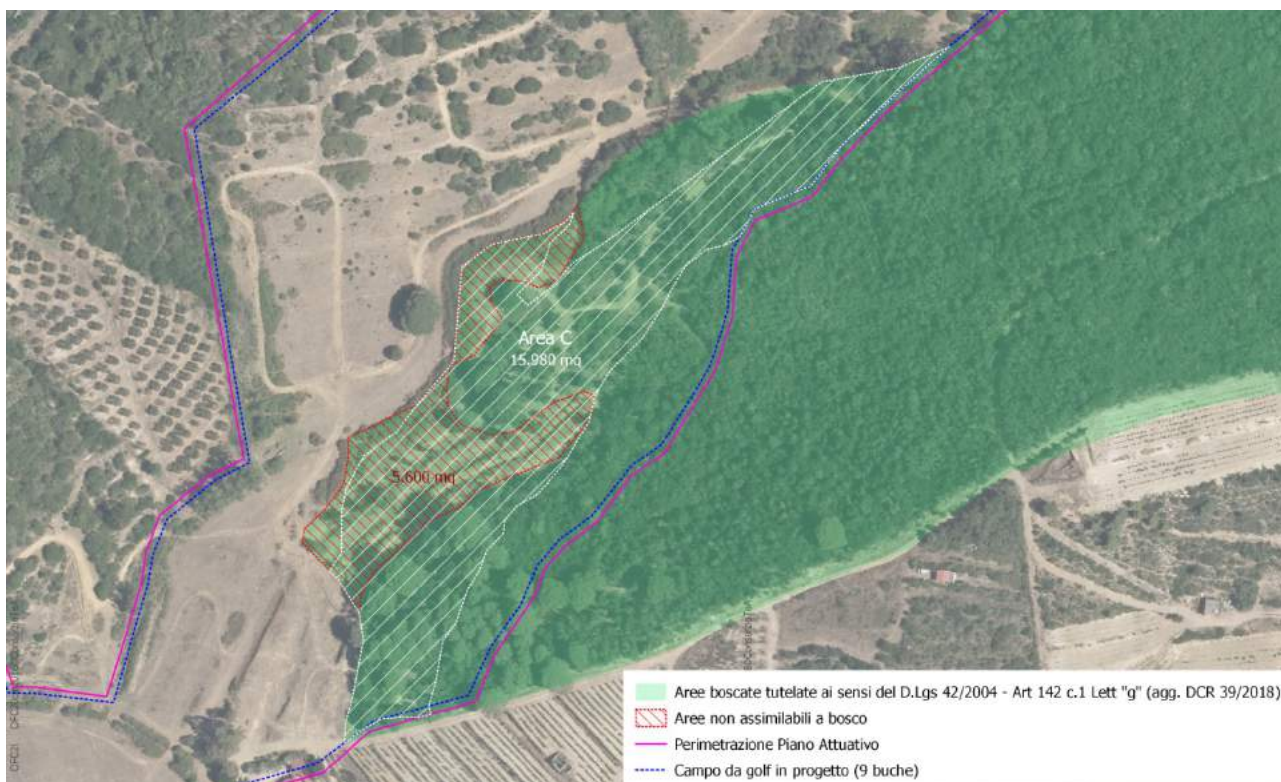 Area C
15.980 mq
5.600 mq
Aree boscate tutelate ai sensi del D.Lgs 42/2004 - Art 142 c.1 Lett "g" (agg. DCR 39/2018)
Aree non assimilabili a bosco
Perimetrazione Piano Attuativo
Campo da golf in progetto (9 buche)